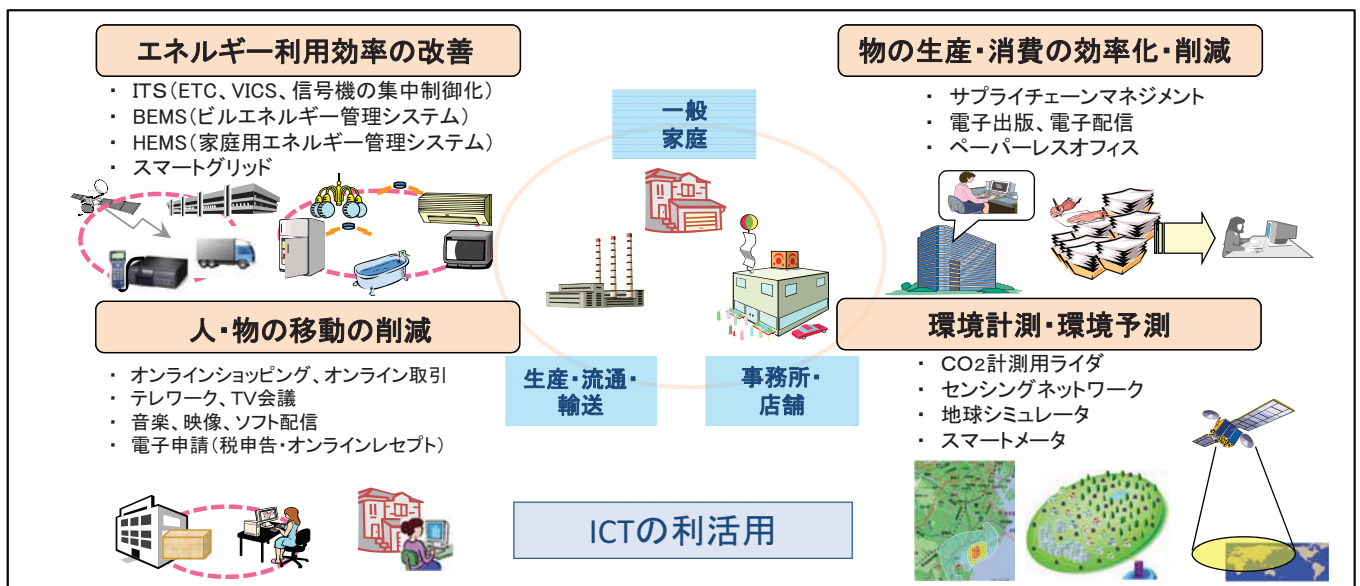 エネルギー利用効率の改善
・ ITS(ETC、VICS、信号機の集中制御化)
・ BEMS(ビルエネルギー管理システム)
・ HEMS(家庭用エネルギー管理システム)
・ スマートグリッド
物の生産・消費の効率化・削減
・ サプライチェーンマネジメント
・ 電子出版、電子配信
・ ペーパーレスオフィス
一般
家庭
人・物の移動の削減
・ オンラインショッピング、オンライン取引
・ テレワーク、TV会議
・ 音楽、映像、ソフト配信
・ 電子申請(税申告・オンラインレセプト)
生産・流通・
輸送
事務所・
店舗
環境計測・環境予測
・ CO2計測用ライダ
・ センシングネットワーク
・ 地球シミュレータ
・ スマートメータ
ICTの利活用